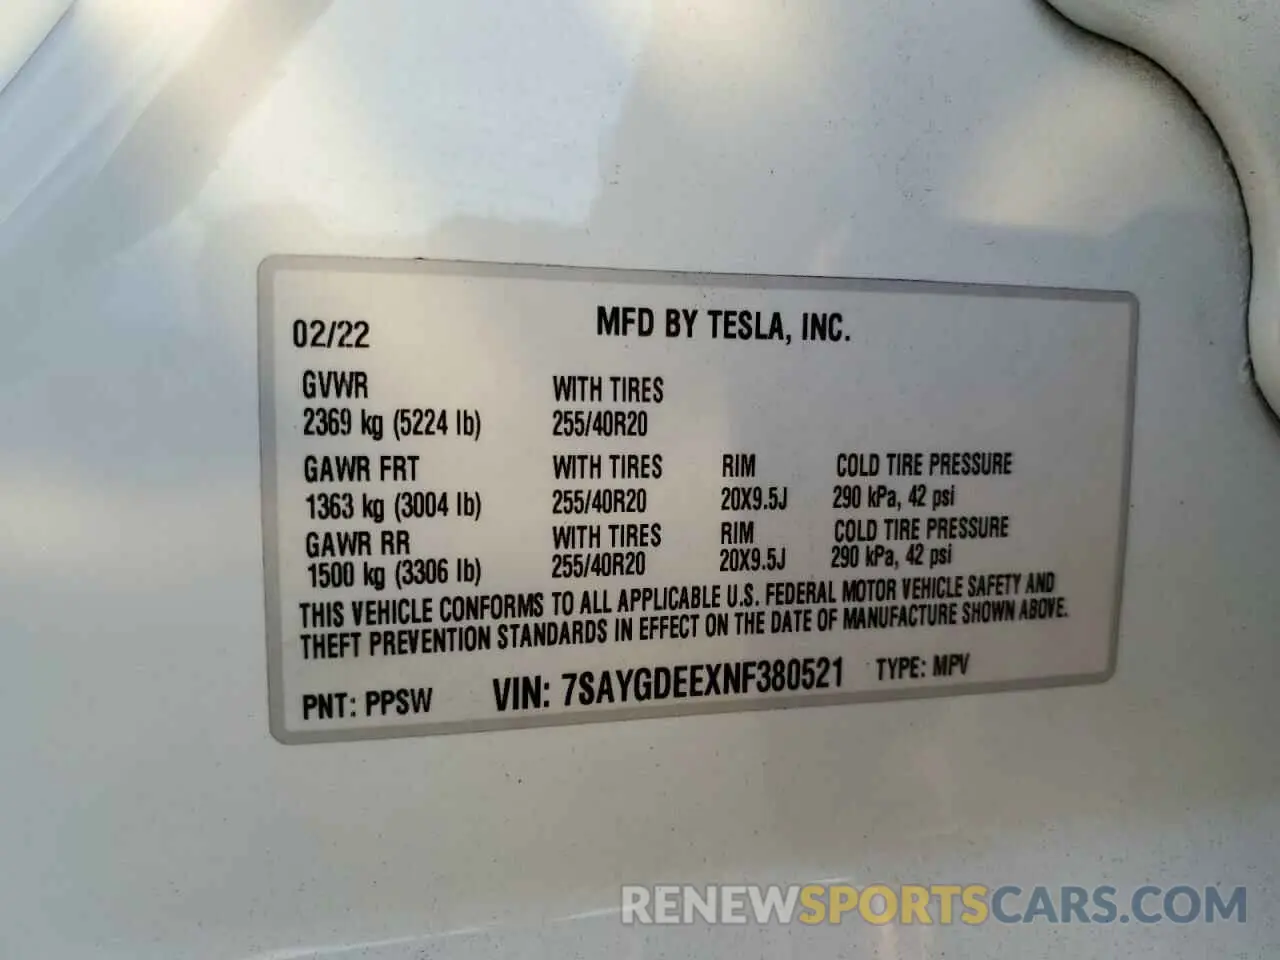 02/22 MFD BY TESLA, INC.
GVWR WITH TIRES
2369 kg (5224 lb) 255/40R20
GAWR FRT WITH TIRES RIM COLD TIRE PRESSURE
1363 kg (3004 lb) 255/40R20 20X9.5J 290 kPa, 42 psi
GAWR RR WITH TIRES RIM COLD TIRE PRESSURE
1500 kg (3306 lb) 255/40R20 20X9.5J 290 kPa, 42 psi
THIS VEHICLE CONFORMS TO ALL APPLICABLE U.S. FEDERAL MOTOR VEHICLE SAFETY AND
THEFT PREVENTION STANDARDS IN EFFECT ON THE DATE OF MANUFACTURE SHOWN ABOVE.
PNT: PPSW VIN: 7SAYGDEEXNF380521 TYPE: MPV
RENEWSPORTSCARS.COM